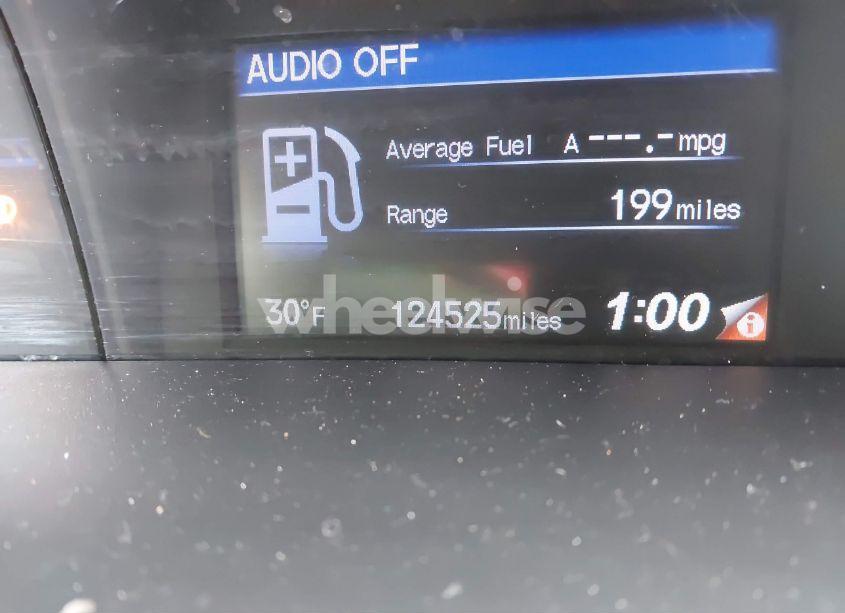 AUDIO OFF
Average Fuel A ---.- mpg
Range 199 miles
30°F 124525 miles 1:00 i
wheelwise